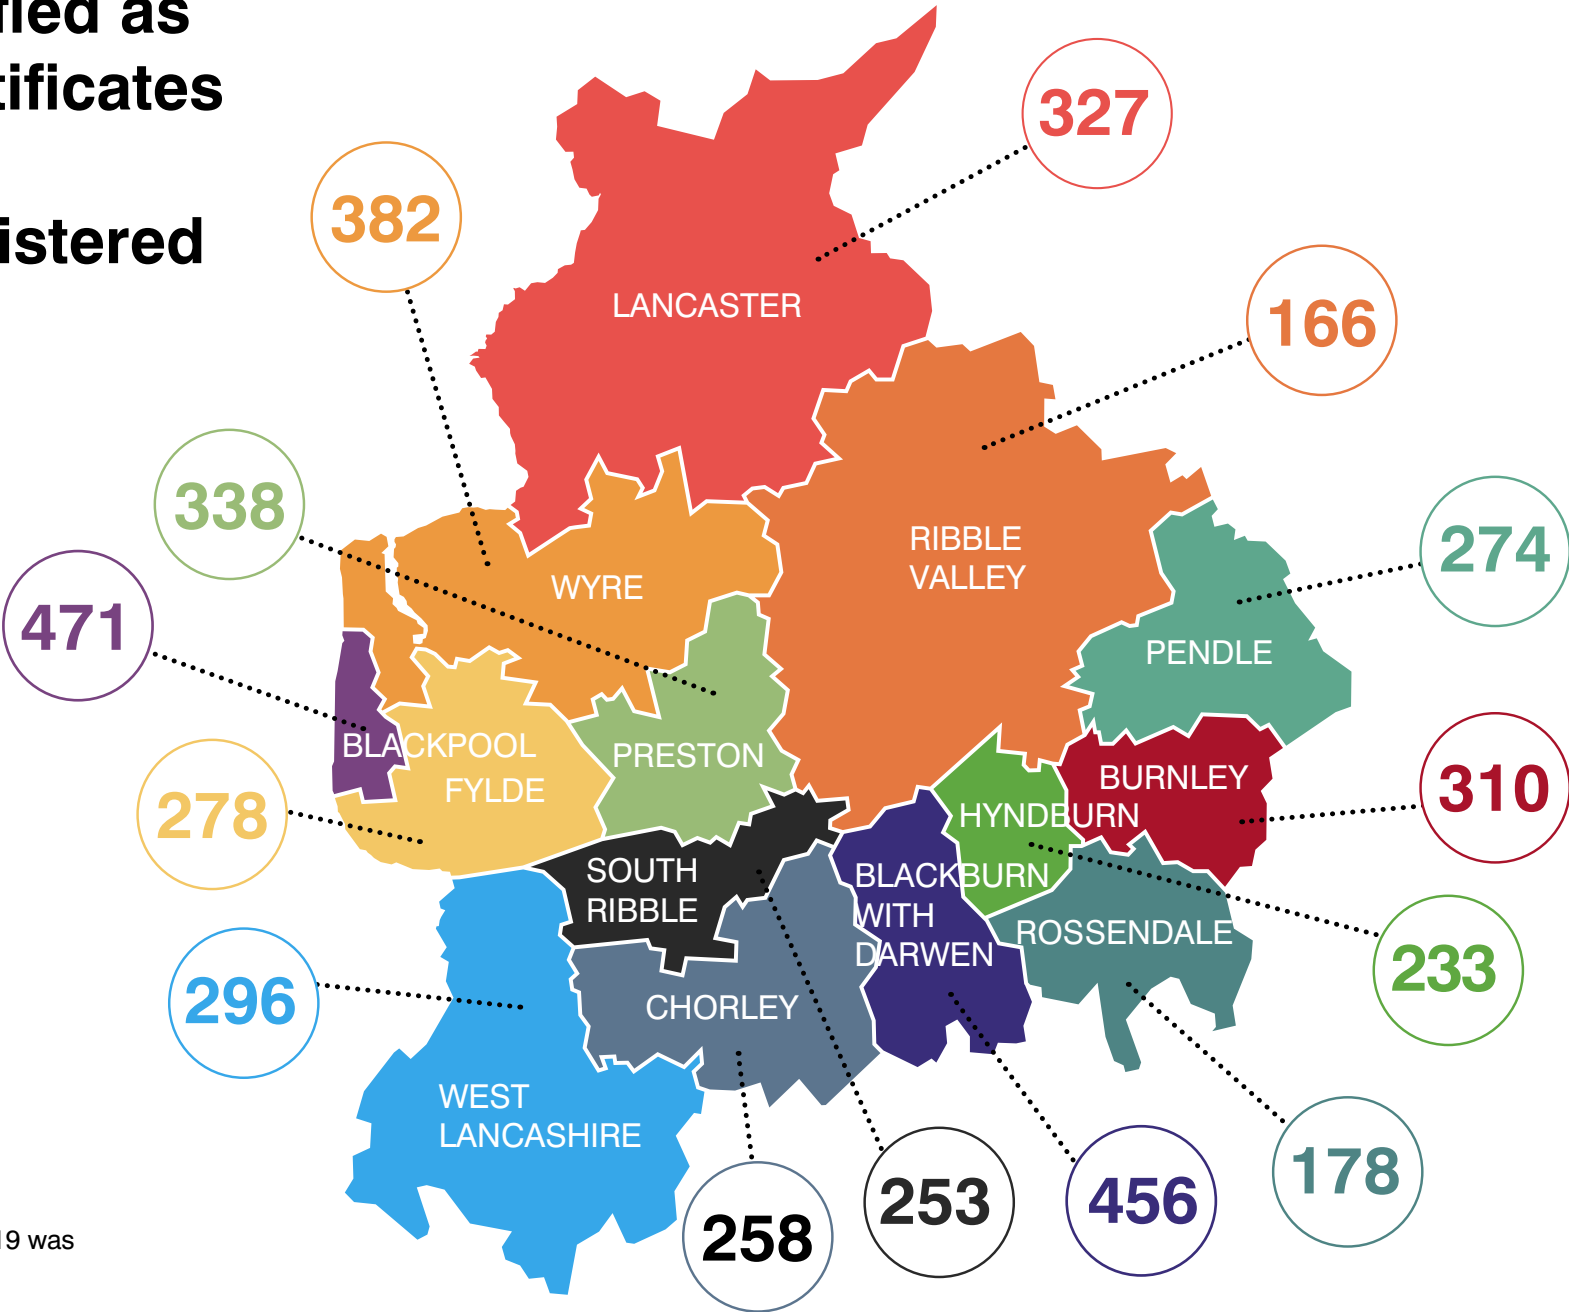 fied as
tificates
istered
327
382
LANCASTER
166
338
RIBBLE
VALLEY
274
WYRE
471
PENDLE
BLACKPOOL
PRESTON
FYLDE
278
BURNLEY
310
HYNDBURN
SOUTH
RIBBLE
BLACKBURN
WITH
DARWEN
ROSSENDALE
233
296
CHORLEY
WEST
LANCASHIRE
178
253
456
258
19 was